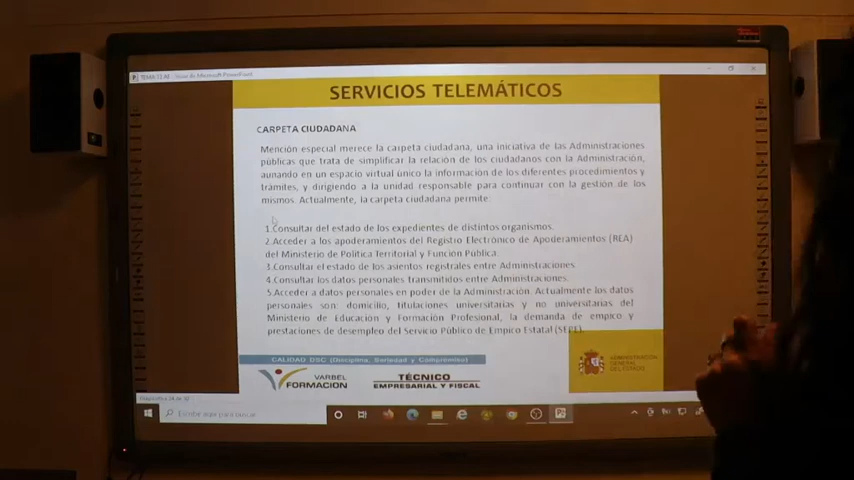 SERVICIOS TELEMÁTICOS
CARPETA CIUDADANA
Mención especial merece la carpeta ciudadana, una iniciativa de las Administraciones
públicas que trata de simplificar la relación de los ciudadanos con la Administración,
aunando en un espacio virtual único la información de los diferentes procedimientos y
trámites, y dirigiendo a la unidad responsable para continuar con la gestión de los
mismos. Actualmente, la carpeta ciudadana permite:
1.Consultar del estado de los expedientes de distintos organismos.
2.Acceder a los apoderamientos del Registro Electrónico de Apoderamientos (REA)
del Ministerio de Política Territorial y Función Pública.
3.Consultar el estado de los asientos registrales entre Administraciones.
4.Consultar los datos personales transmitidos entre Administraciones.
5.Acceder a datos personales en poder de la Administración. Actualmente los datos
personales son: domicilio, titulaciones universitarias y no universitarias del
Ministerio de Educación y Formación Profesional, la demanda de empleo y
prestaciones de desempleo del Servicio Público de Empleo Estatal (SEPE).
CALIDAD DSC (Disciplina, Seriedad y Compromiso)
VARBEL
FORMACIÓN
TÉCNICO
EMPRESARIAL Y FISCAL
ADMINISTRACIÓN
GENERAL
DEL ESTADO
Escribe aquí para buscar